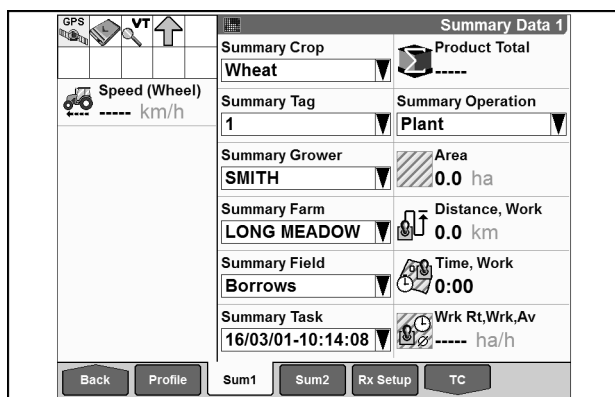 GPS
L
VT
Summary Data 1
Speed (Wheel)
----- km/h
Summary Crop
Wheat
Product Total
-----
Summary Tag
1
Summary Operation
Plant
Summary Grower
SMITH
Area
0.0 ha
Summary Farm
LONG MEADOW
Distance, Work
0.0 km
Summary Field
Borrows
Time, Work
0:00
Summary Task
16/03/01-10:14:08
Wrk Rt,Wrk,Av
----- ha/h
Back
Profile
Sum1
Sum2
Rx Setup
TC